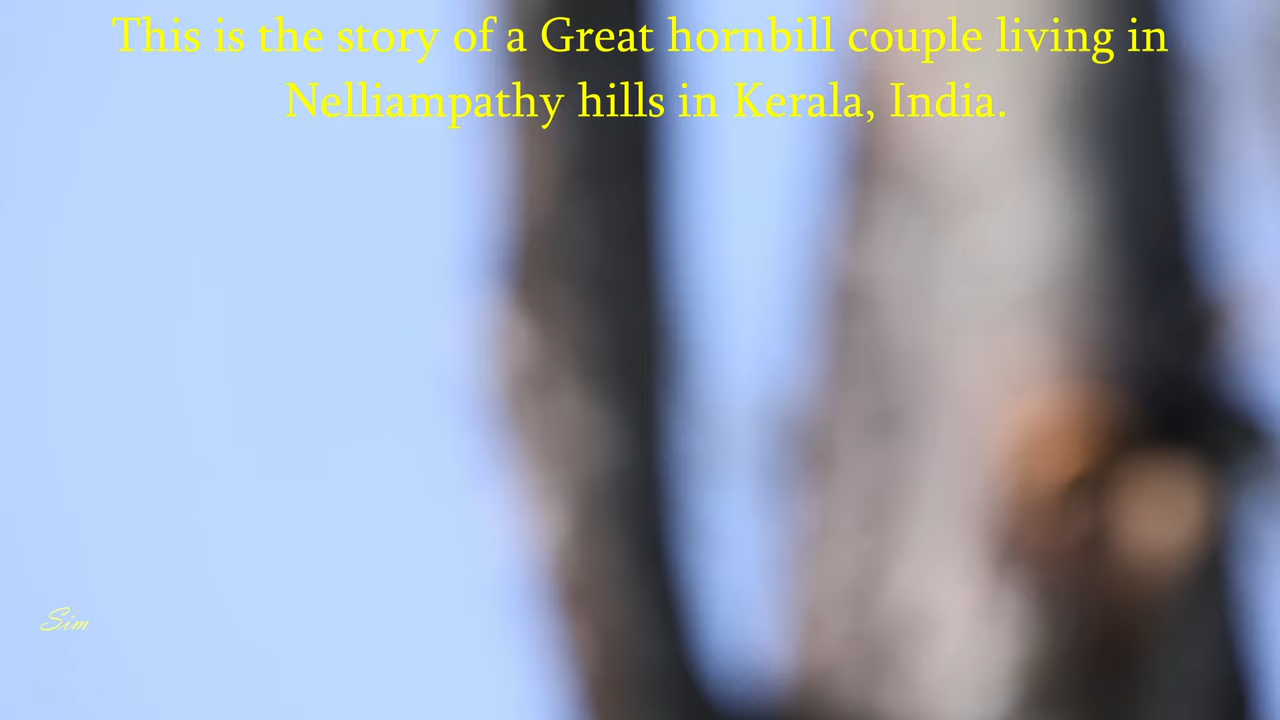 This is the story of a Great hornbill couple living in
Nelliampathy hills in Kerala, India.
Sim